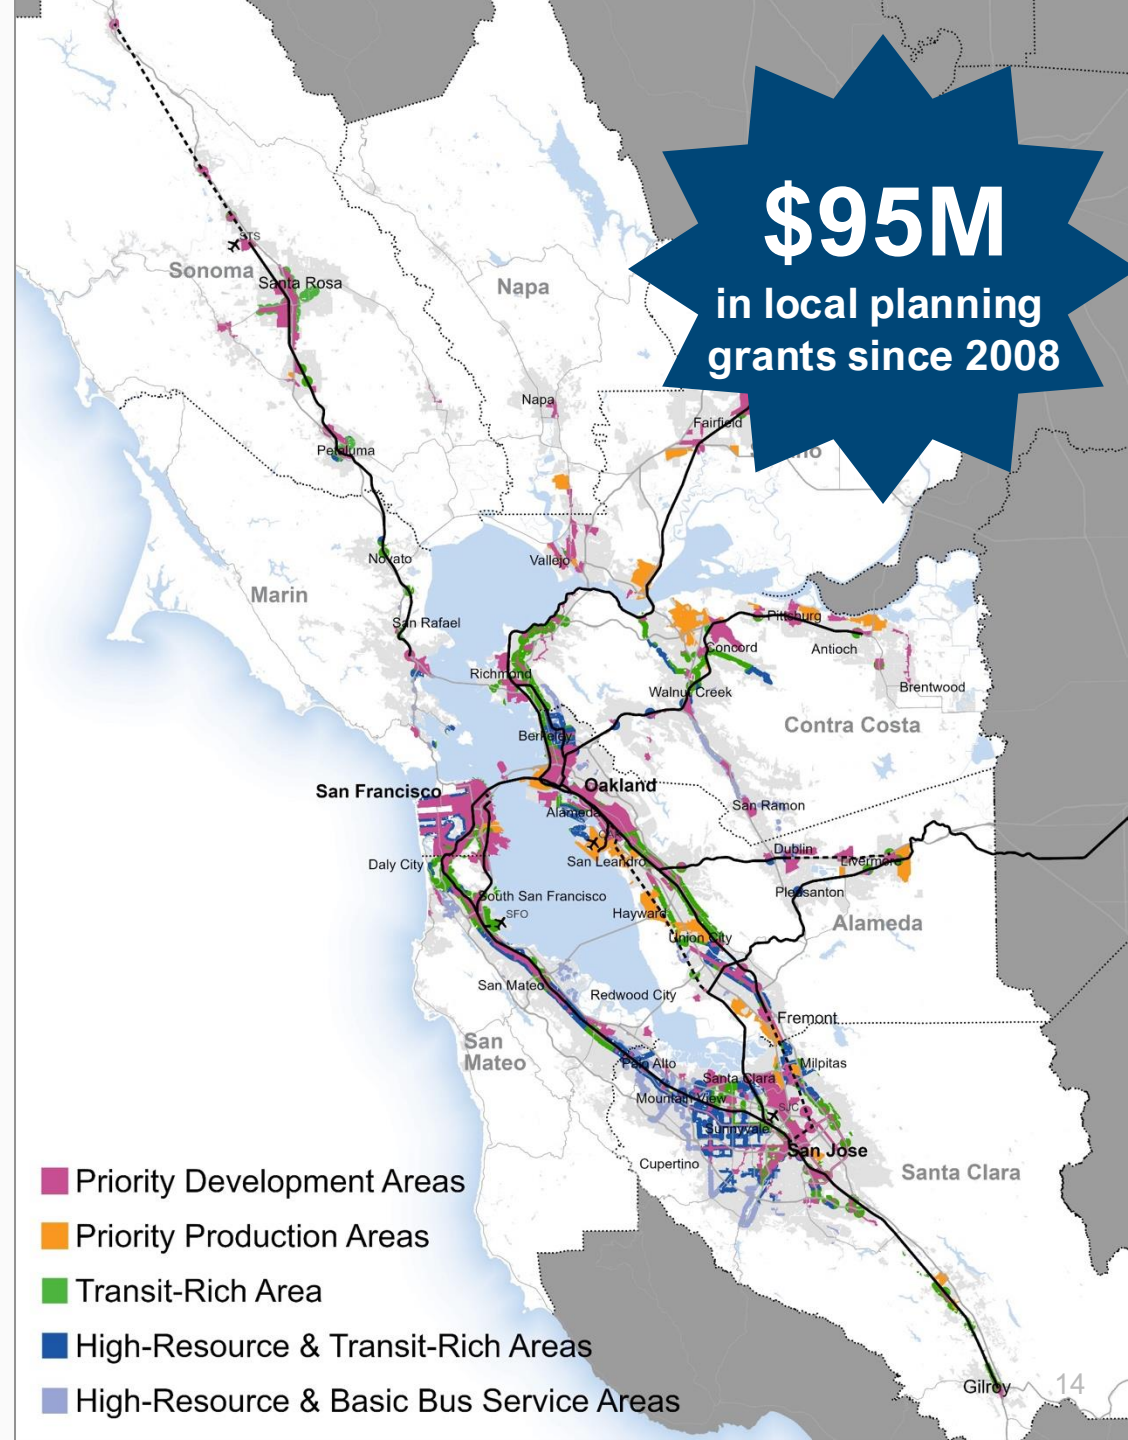 $95M
in local planning
grants since 2008
STS
Sonoma
Santa Rosa
Napa
Napa
Fairfield
Petaluma
Novato
Vallejo
Marin
San Rafael
Pittsburg
Concord
Antioch
Richmond
Walnut Creek
Brentwood
Contra Costa
Berkeley
San Francisco
Oakland
Alameda
San Ramon
Daly City
San Leandro
Dublin
Livermore
Pleasanton
South San Francisco
SFO
Hayward
Alameda
Union City
San Mateo
Redwood City
Fremont
San
Mateo
Palo Alto
Milpitas
Santa Clara
Mountain View
SJC
Sunnyvale
San Jose
Cupertino
Santa Clara
Priority Development Areas
Priority Production Areas
Transit-Rich Area
High-Resource & Transit-Rich Areas
High-Resource & Basic Bus Service Areas
Gilroy
14